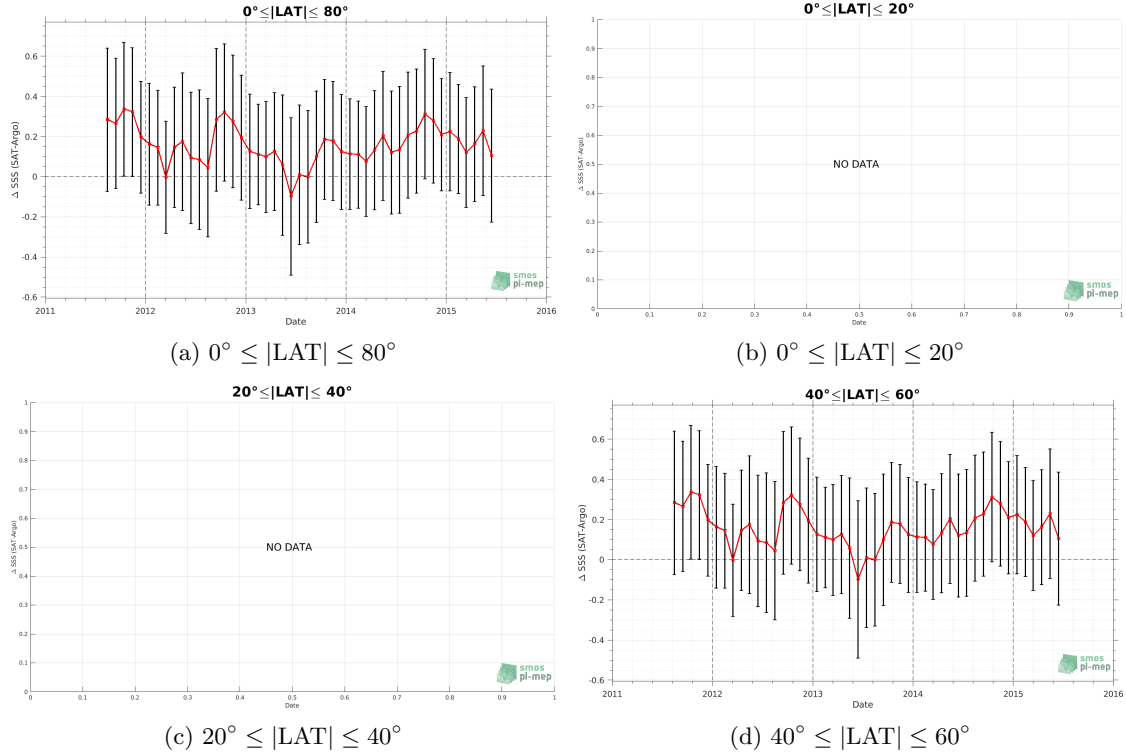 0°≤|LAT|≤ 80°
Δ SSS (SAT-Argo)
0.6
0.4
0.2
0
-0.2
-0.4
-0.6
2011 2012 2013 2014 2015 2016
Date
smos
pi-mep
(a) 0° ≤ |LAT| ≤ 80°
0°≤|LAT|≤ 20°
Δ SSS (SAT-Argo)
1
0.9
0.8
0.7
0.6
0.5
0.4
0.3
0.2
0.1
0
NO DATA
0 0.1 0.2 0.3 0.4 0.5 0.6 0.7 0.8 0.9 1
Date
smos
pi-mep
(b) 0° ≤ |LAT| ≤ 20°
20°≤|LAT|≤ 40°
Δ SSS (SAT-Argo)
1
0.9
0.8
0.7
0.6
0.5
0.4
0.3
0.2
0.1
0
NO DATA
0 0.1 0.2 0.3 0.4 0.5 0.6 0.7 0.8 0.9 1
Date
smos
pi-mep
(c) 20° ≤ |LAT| ≤ 40°
40°≤|LAT|≤ 60°
Δ SSS (SAT-Argo)
0.6
0.4
0.2
0
-0.2
-0.4
-0.6
2011 2012 2013 2014 2015 2016
Date
smos
pi-mep
(d) 40° ≤ |LAT| ≤ 60°